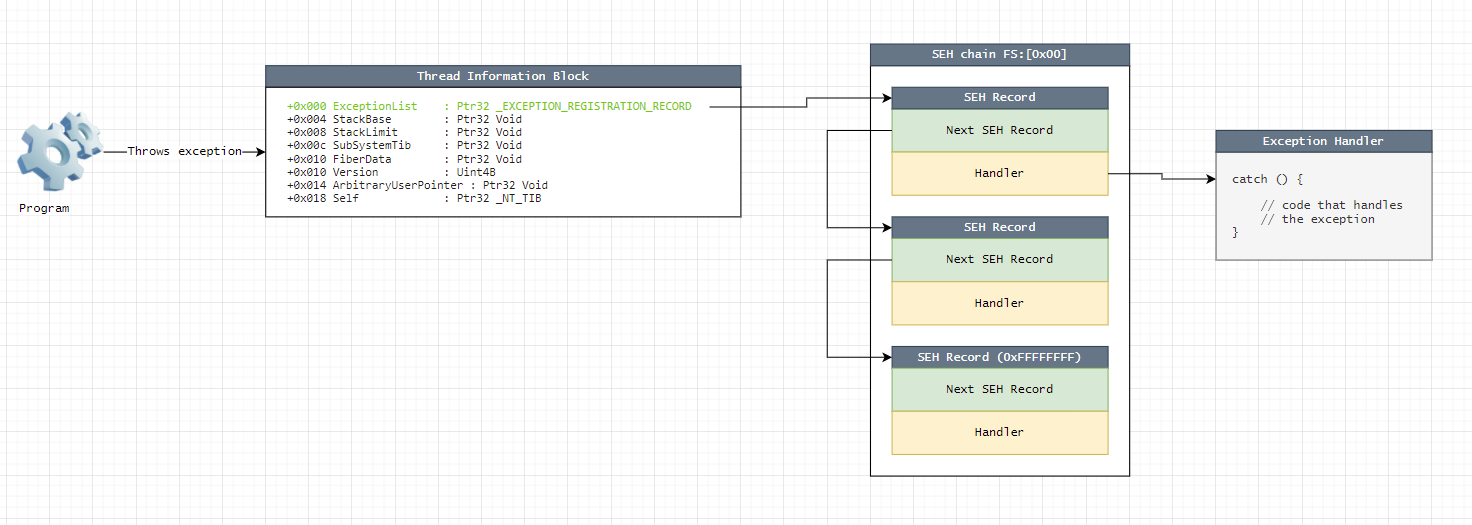 Program
Throws exception
Thread Information Block
+0x000 ExceptionList    : Ptr32 _EXCEPTION_REGISTRATION_RECORD
+0x004 StackBase        : Ptr32 Void
+0x008 StackLimit       : Ptr32 Void
+0x00c SubSystemTib     : Ptr32 Void
+0x010 FiberData        : Ptr32 Void
+0x010 Version          : Uint4B
+0x014 ArbitraryUserPointer : Ptr32 Void
+0x018 Self             : Ptr32 _NT_TIB
SEH chain FS:[0x00]
SEH Record
Next SEH Record
Handler
SEH Record
Next SEH Record
Handler
SEH Record (0xFFFFFFFF)
Next SEH Record
Handler
Exception Handler
catch () {
// code that handles
// the exception
}